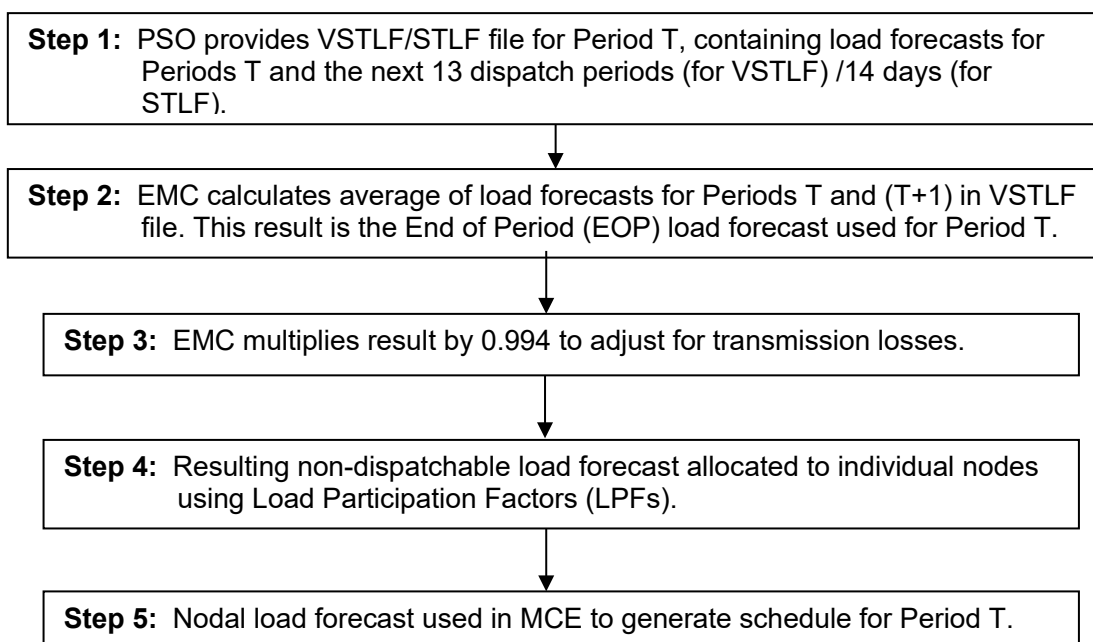 Step 1: PSO provides VSTLF/STLF file for Period T, containing load forecasts for
Periods T and the next 13 dispatch periods (for VSTLF) /14 days (for
STLF).
Step 2: EMC calculates average of load forecasts for Periods T and (T+1) in VSTLF
file. This result is the End of Period (EOP) load forecast used for Period T.
Step 3: EMC multiplies result by 0.994 to adjust for transmission losses.
Step 4: Resulting non-dispatchable load forecast allocated to individual nodes
using Load Participation Factors (LPFs).
Step 5: Nodal load forecast used in MCE to generate schedule for Period T.